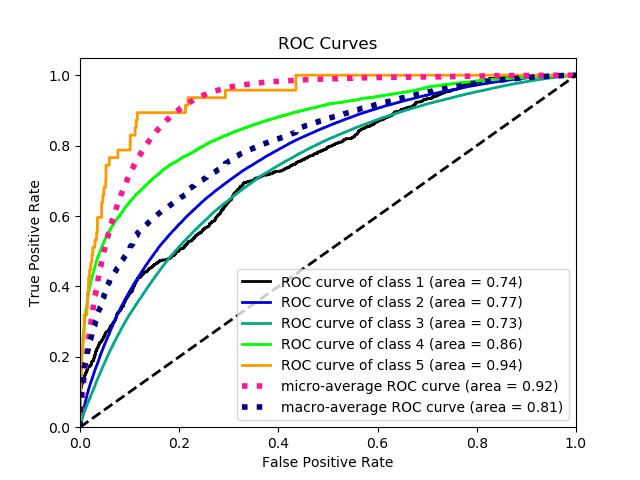 ROC Curves
True Positive Rate
1.0
0.8
0.6
0.4
0.2
0.0
ROC curve of class 1 (area = 0.74)
ROC curve of class 2 (area = 0.77)
ROC curve of class 3 (area = 0.73)
ROC curve of class 4 (area = 0.86)
ROC curve of class 5 (area = 0.94)
micro-average ROC curve (area = 0.92)
macro-average ROC curve (area = 0.81)
0.0 0.2 0.4 0.6 0.8 1.0
False Positive Rate